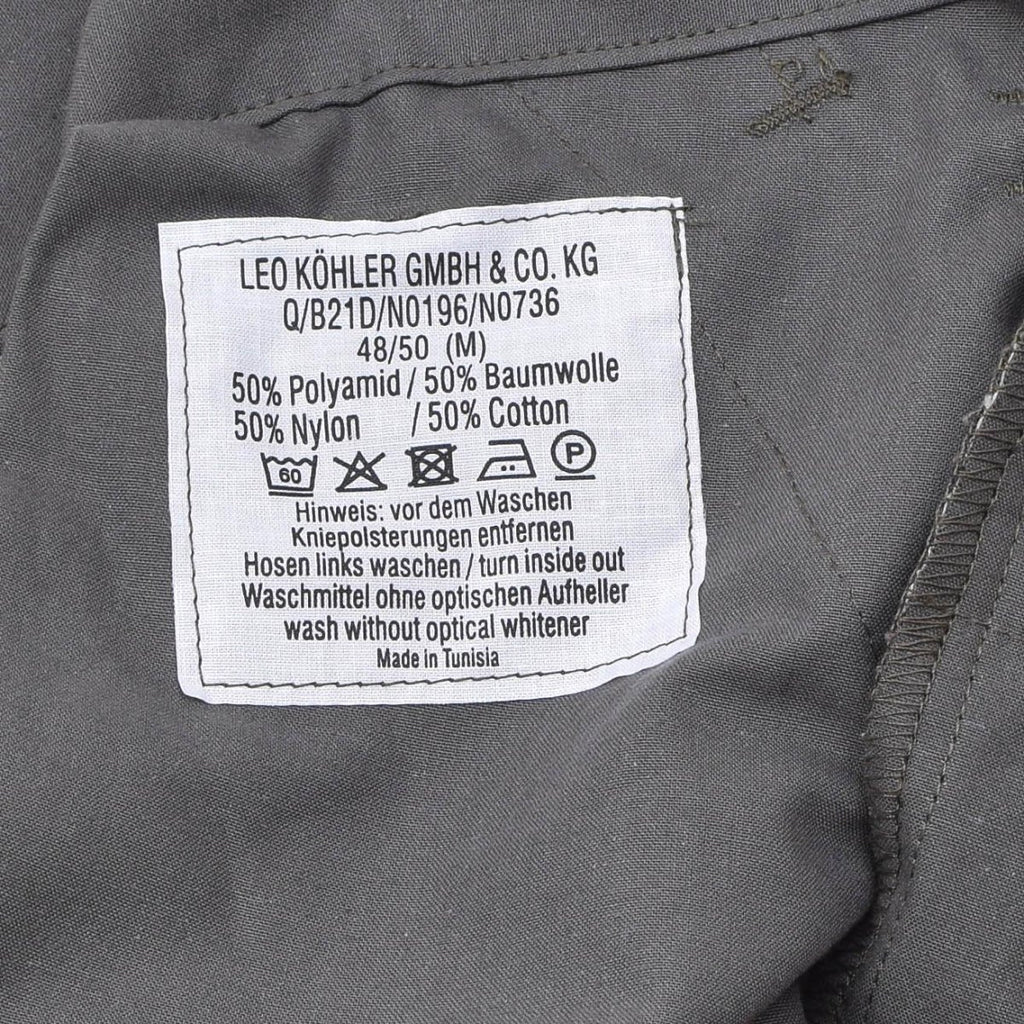 LEO KÖHLER GMBH & CO. KG
Q/B21D/N0196/N0736
48/50 (M)
50% Polyamid / 50% Baumwolle
50% Nylon / 50% Cotton
60 P
Hinweis: vor dem Waschen
Kniepolsterungen entfernen
Hosen links waschen / turn inside out
Waschmittel ohne optischen Aufheller
wash without optical whitener
Made in Tunisia